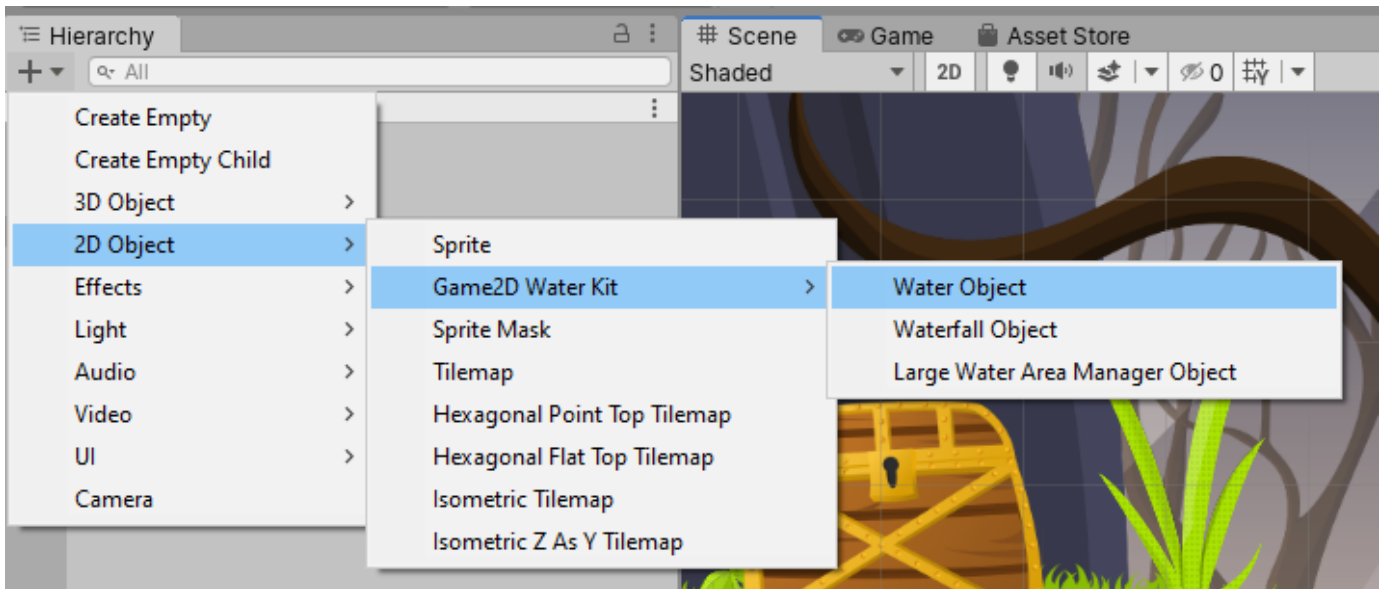 Hierarchy
Scene Game Asset Store
All
Shaded 2D 0
Create Empty
Create Empty Child
3D Object
2D Object
Effects
Light
Audio
Video
UI
Camera
Sprite
Game2D Water Kit
Sprite Mask
Tilemap
Hexagonal Point Top Tilemap
Hexagonal Flat Top Tilemap
Isometric Tilemap
Isometric Z As Y Tilemap
Water Object
Waterfall Object
Large Water Area Manager Object